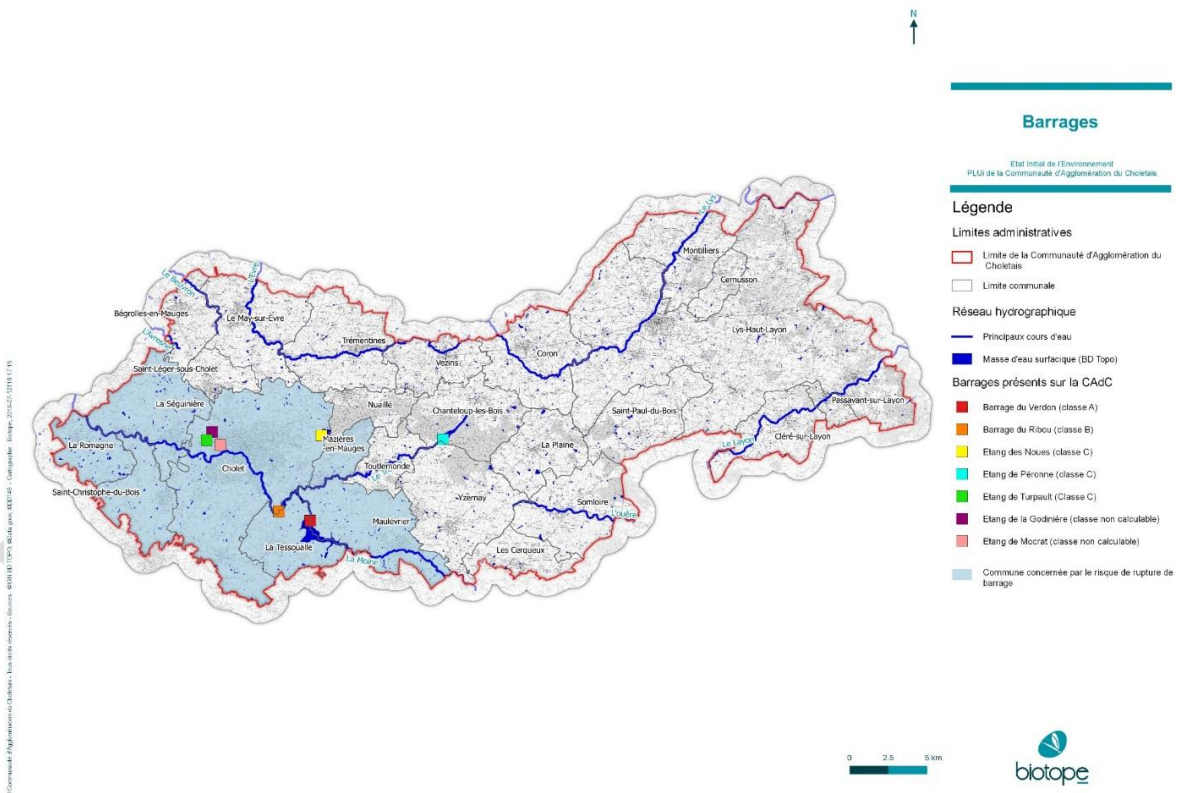 N
Barrages
Etat Initial de l'Environnement
PLUi de la Communauté d'Agglomération du Choletais
Légende
Limites administratives
Limite de la Communauté d'Agglomération du
Choletais
Limite communale
Réseau hydrographique
Principaux cours d'eau
Masse d'eau surfacique (BD Topo)
Barrages présents sur la CAdC
Barrage du Verdon (classe A)
Barrage du Ribou (classe B)
Etang des Noues (classe C)
Etang de Péronne (classe C)
Etang de Turpault (Classe C)
Etang de la Godinière (classe non calculable)
Etang de Mocrat (classe non calculable)
Commune concernée par le risque de rupture de
barrage
Le Lys
Montilliers
Cernusson
Le Beuvron
L'Evre
Bégrolles-en-Mauges
Le May-sur-Evre
Lys-Haut-Layon
Trémentines
Vezins
Coron
Saint-Léger-sous-Cholet
La Séguinière
Nuaillé
Chanteloup-les-Bois
Saint-Paul-du-Bois
Passavant-sur-Layon
La Romagne
Mazières
en-Mauges
La Plaine
Le Layon
Cléré-sur-Layon
Cholet
Toutlemonde
Saint-Christophe-du-Bois
Yzernay
Somloire
L'ouère
Maulévrier
La Tessoualle
Les Cerqueux
La Moine
0 2.5 5 km
biotope